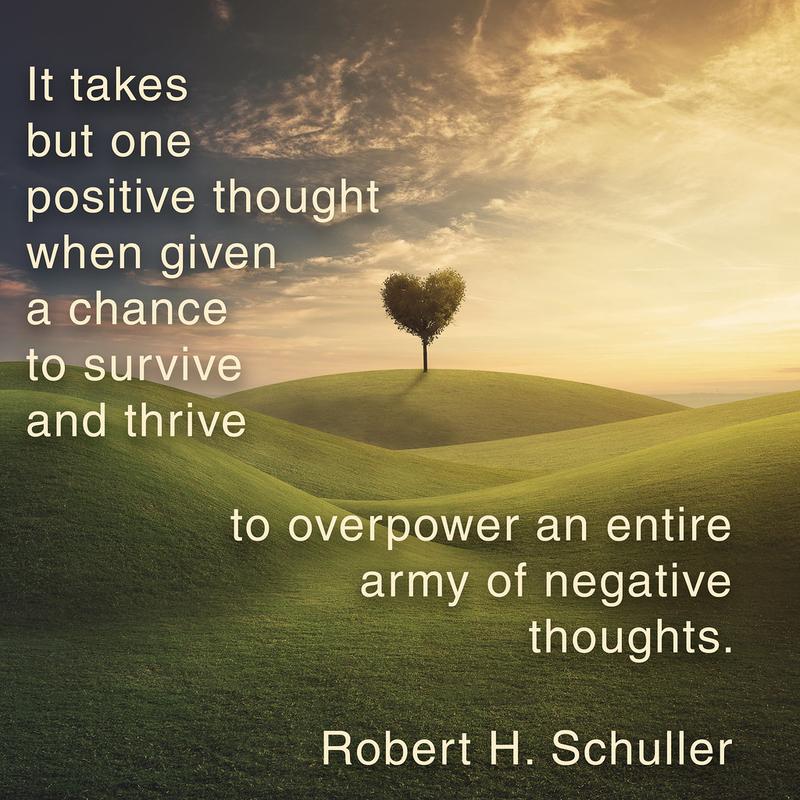 It takes
but one
positive thought
when given
a chance
to survive
and thrive
to overpower an entire
army of negative
thoughts.
Robert H. Schuller